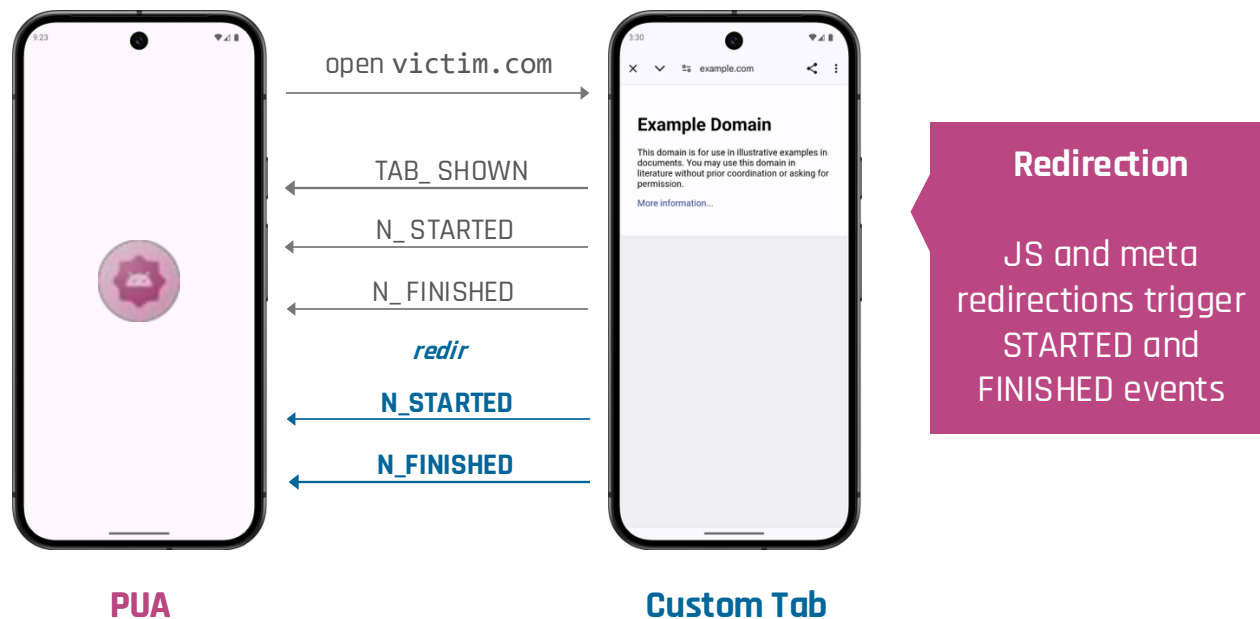 9:23
open victim.com
TAB_ SHOWN
N_ STARTED
N_ FINISHED
redir
N_STARTED
N_FINISHED
PUA
3:30
example.com
Example Domain
This domain is for use in illustrative examples in
documents. You may use this domain in
literature without prior coordination or asking for
permission.
More information...
Custom Tab
Redirection
JS and meta
redirections trigger
STARTED and
FINISHED events